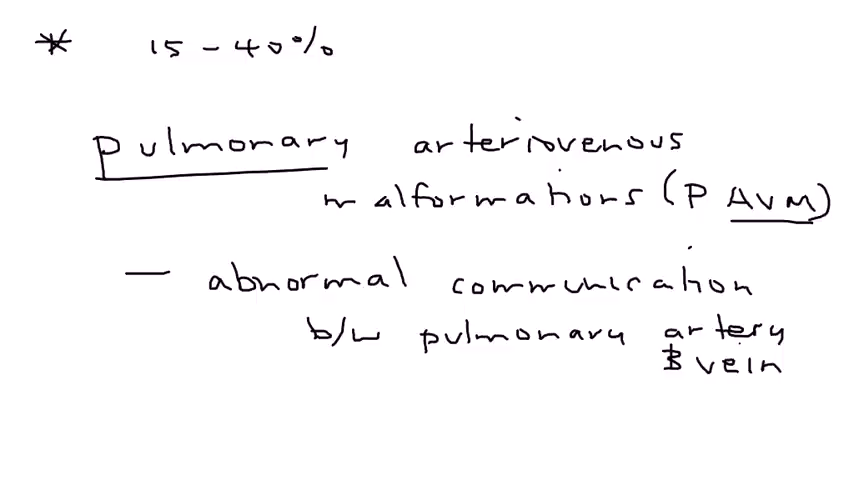 * 15 - 40%
Pulmonary arteriovenous
malformations (PAVM)
— abnormal communication
b/w pulmonary artery
& vein